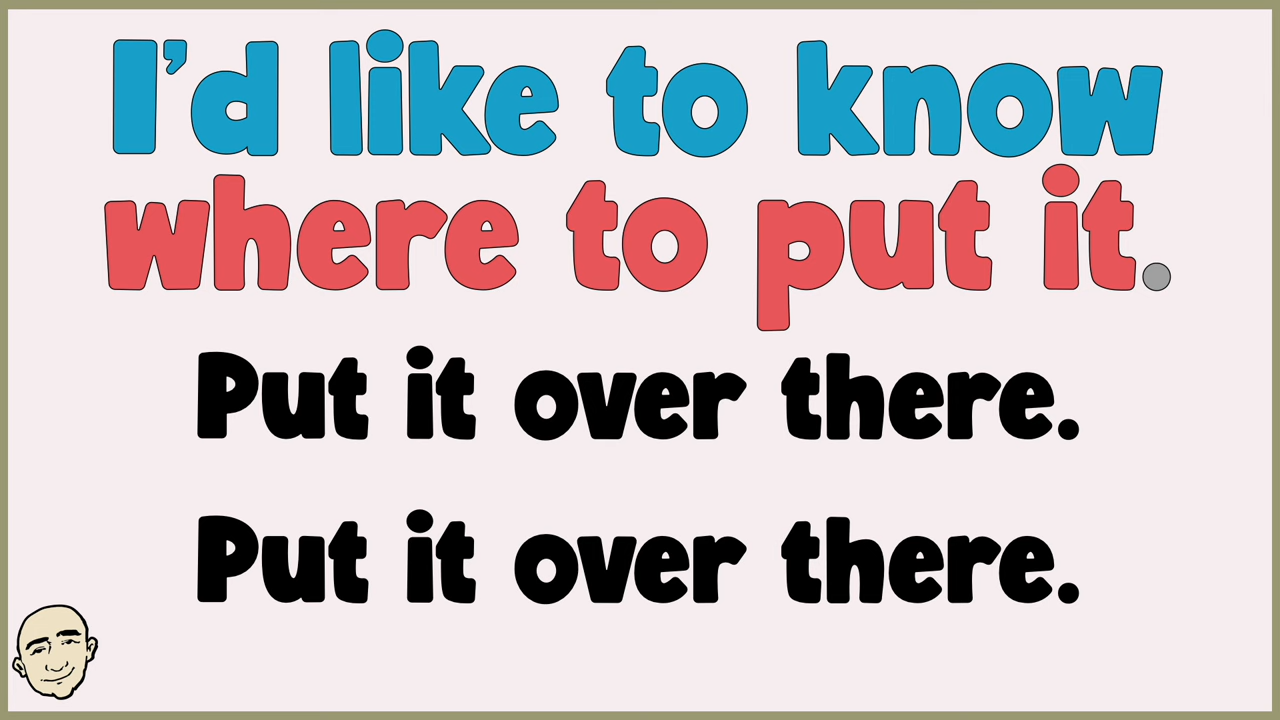 I'd like to know
where to put it.
Put it over there.
Put it over there.